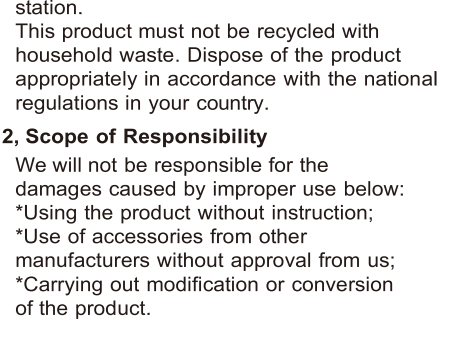 station.
This product must not be recycled with
household waste. Dispose of the product
appropriately in accordance with the national
regulations in your country.
2, Scope of Responsibility
We will not be responsible for the
damages caused by improper use below:
*Using the product without instruction;
*Use of accessories from other
manufacturers without approval from us;
*Carrying out modification or conversion
of the product.